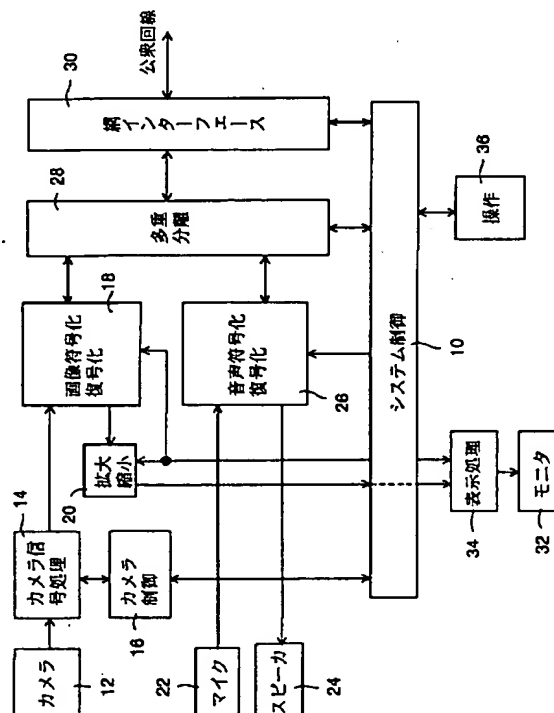 カメラ
12
カメラ信
号処理
14
カメラ
制御
16
画像符号化
復号化
18
拡大
縮小
20
マイク
22
スピーカ
24
音声符号化
復号化
26
多重
分離
28
網インターフェース
30
公衆回線
システム制御
10
表示処理
34
モニタ
32
操作
36